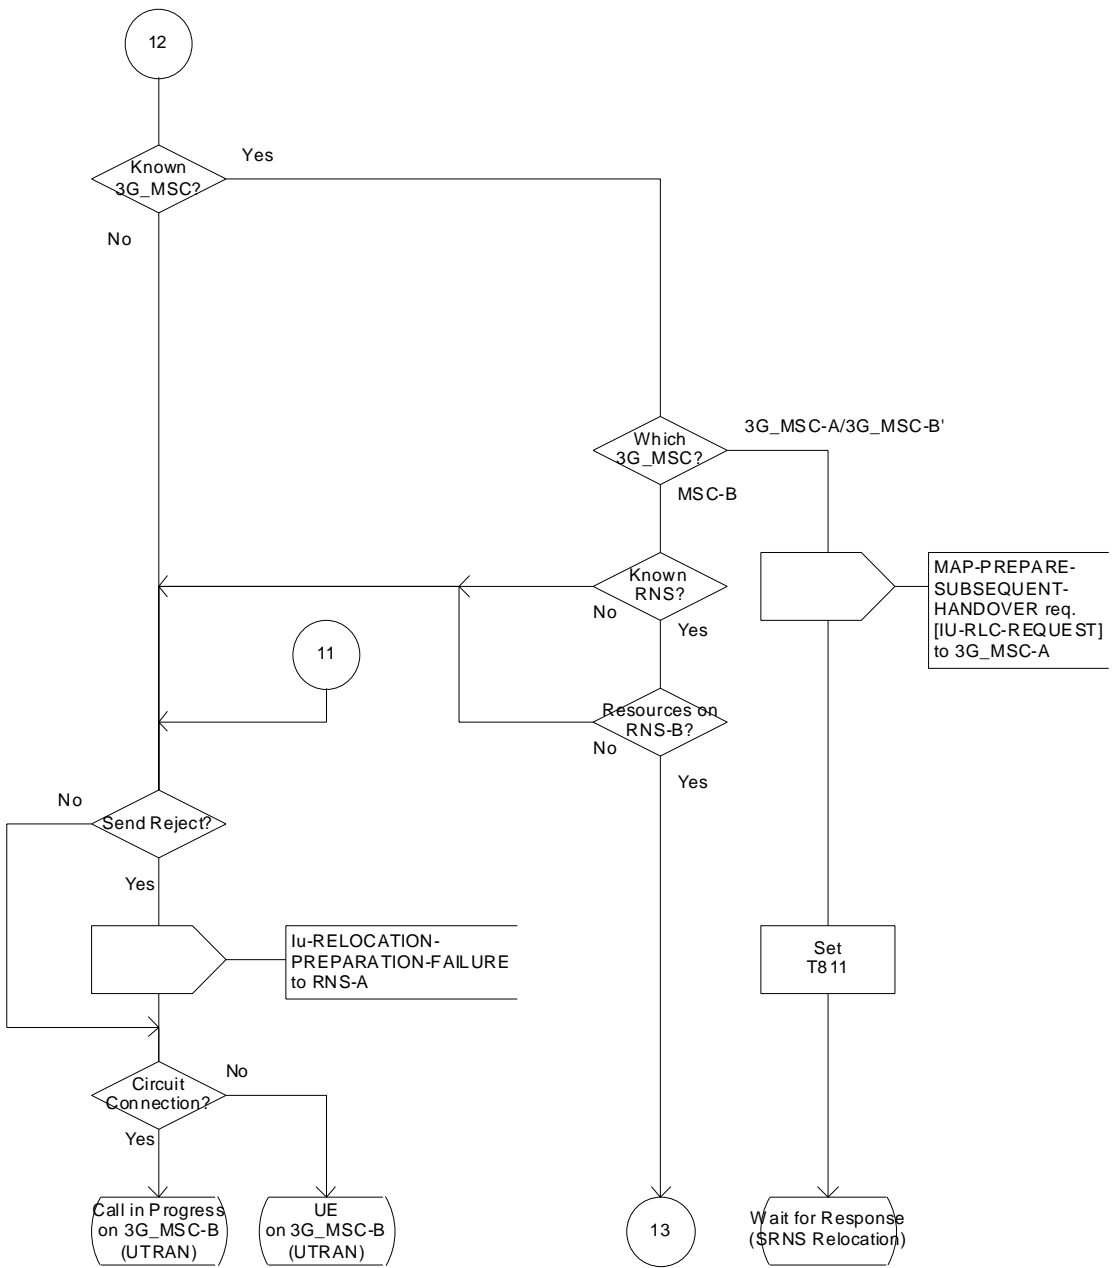 12
Known
3G_MSC?
Yes
No
Which
3G_MSC?
3G_MSC-A/3G_MSC-B'
MSC-B
Known
RNS?
No
Yes
MAP-PREPARE-
SUBSEQUENT-
HANDOVER req.
[IU-RLC-REQUEST]
to 3G_MSC-A
11
Resources on
RNS-B?
No
Yes
No
Send Reject?
Yes
Iu-RELOCATION-
PREPARATION-FAILURE
to RNS-A
Set
T811
Circuit
Connection?
No
Yes
Call in Progress
on 3G_MSC-B
(UTRAN)
UE
on 3G_MSC-B
(UTRAN)
13
Wait for Response
(SRNS Relocation)